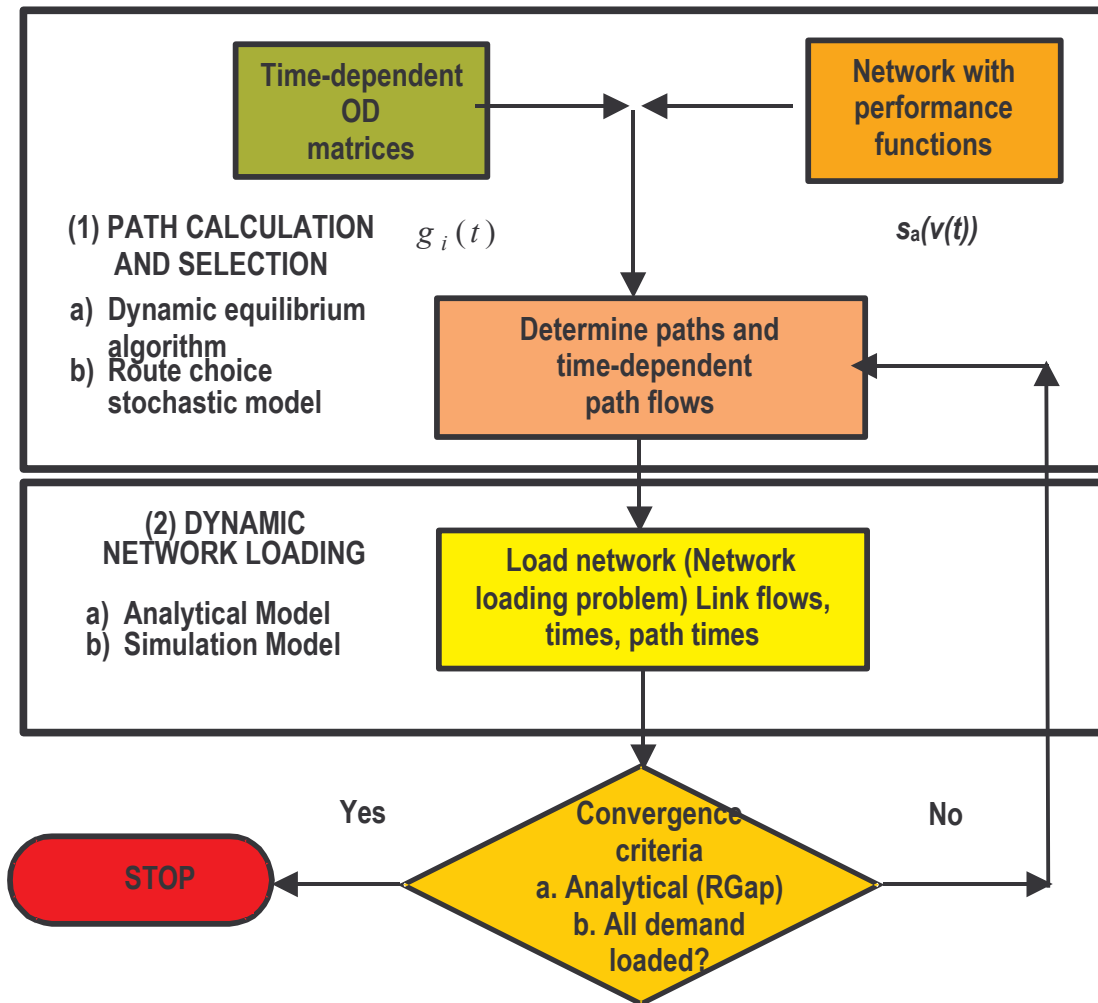 Time-dependent
OD
matrices
Network with
performance
functions
(1) PATH CALCULATION
AND SELECTION
a) Dynamic equilibrium
algorithm
b) Route choice
stochastic model
g i (t)
sa(v(t))
Determine paths and
time-dependent
path flows
(2) DYNAMIC
NETWORK LOADING
a) Analytical Model
b) Simulation Model
Load network (Network
loading problem) Link flows,
times, path times
Yes
No
Convergence
criteria
a. Analytical (RGap)
b. All demand
loaded?
STOP